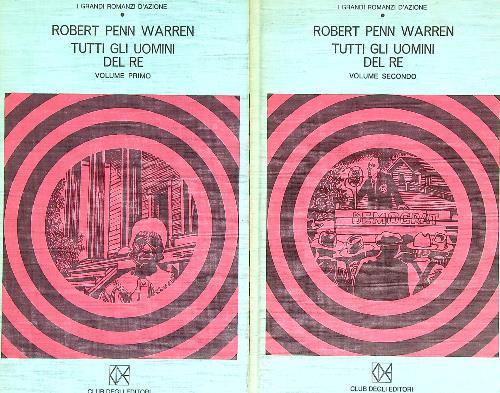 I GRANDI ROMANZI D'AZIONE
ROBERT PENN WARREN
TUTTI GLI UOMINI
DEL RE
VOLUME PRIMO
CLUB DEGLI EDITORI
I GRANDI ROMANZI D'AZIONE
ROBERT PENN WARREN
TUTTI GLI UOMINI
DEL RE
VOLUME SECONDO
DEMOCRAT
CLUB DEGLI EDITORI